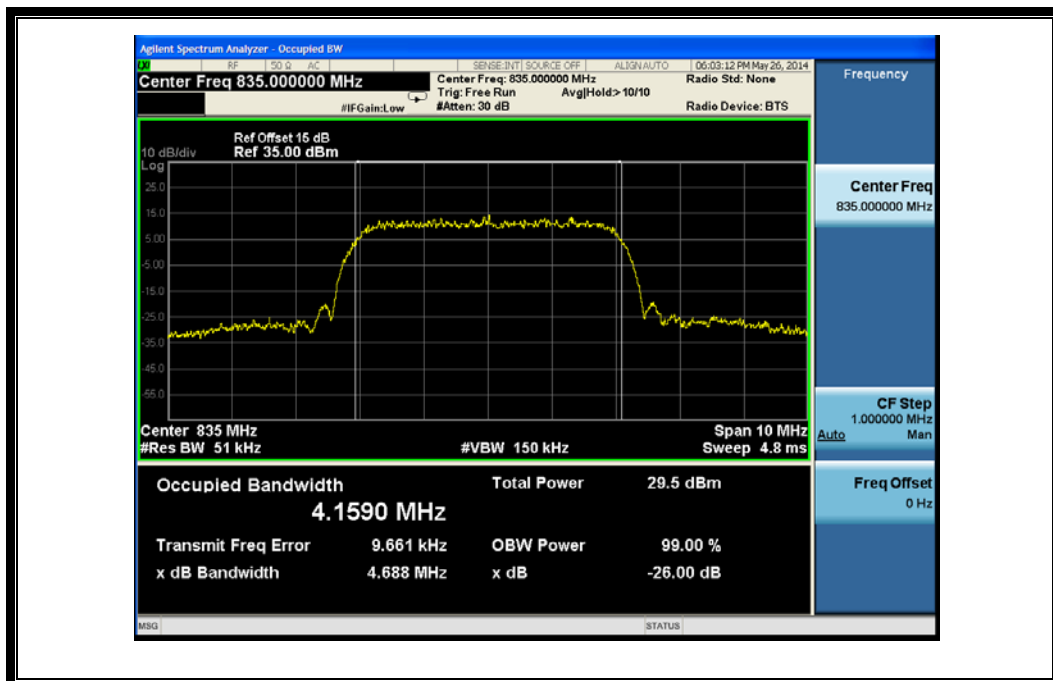 Agilent Spectrum Analyzer - Occupied BW
LXI RF 50 Ω AC SENSE:INT SOURCE OFF ALIGN AUTO 06:03:12 PM May 26, 2014
Center Freq 835.000000 MHz
Center Freq: 835.000000 MHz Radio Std: None
Trig: Free Run Avg|Hold:> 10/10
#IFGain:Low #Atten: 30 dB Radio Device: BTS
Ref Offset 15 dB
10 dB/div Ref 35.00 dBm
Log
25.0
15.0
5.00
-5.00
-15.0
-25.0
-35.0
-45.0
-55.0
Center 835 MHz Span 10 MHz
#Res BW 51 kHz #VBW 150 kHz Sweep 4.8 ms
Occupied Bandwidth Total Power 29.5 dBm
4.1590 MHz
Transmit Freq Error 9.661 kHz OBW Power 99.00 %
x dB Bandwidth 4.688 MHz x dB -26.00 dB
MSG STATUS
Frequency
Center Freq
835.000000 MHz
CF Step
1.000000 MHz
Auto Man
Freq Offset
0 Hz